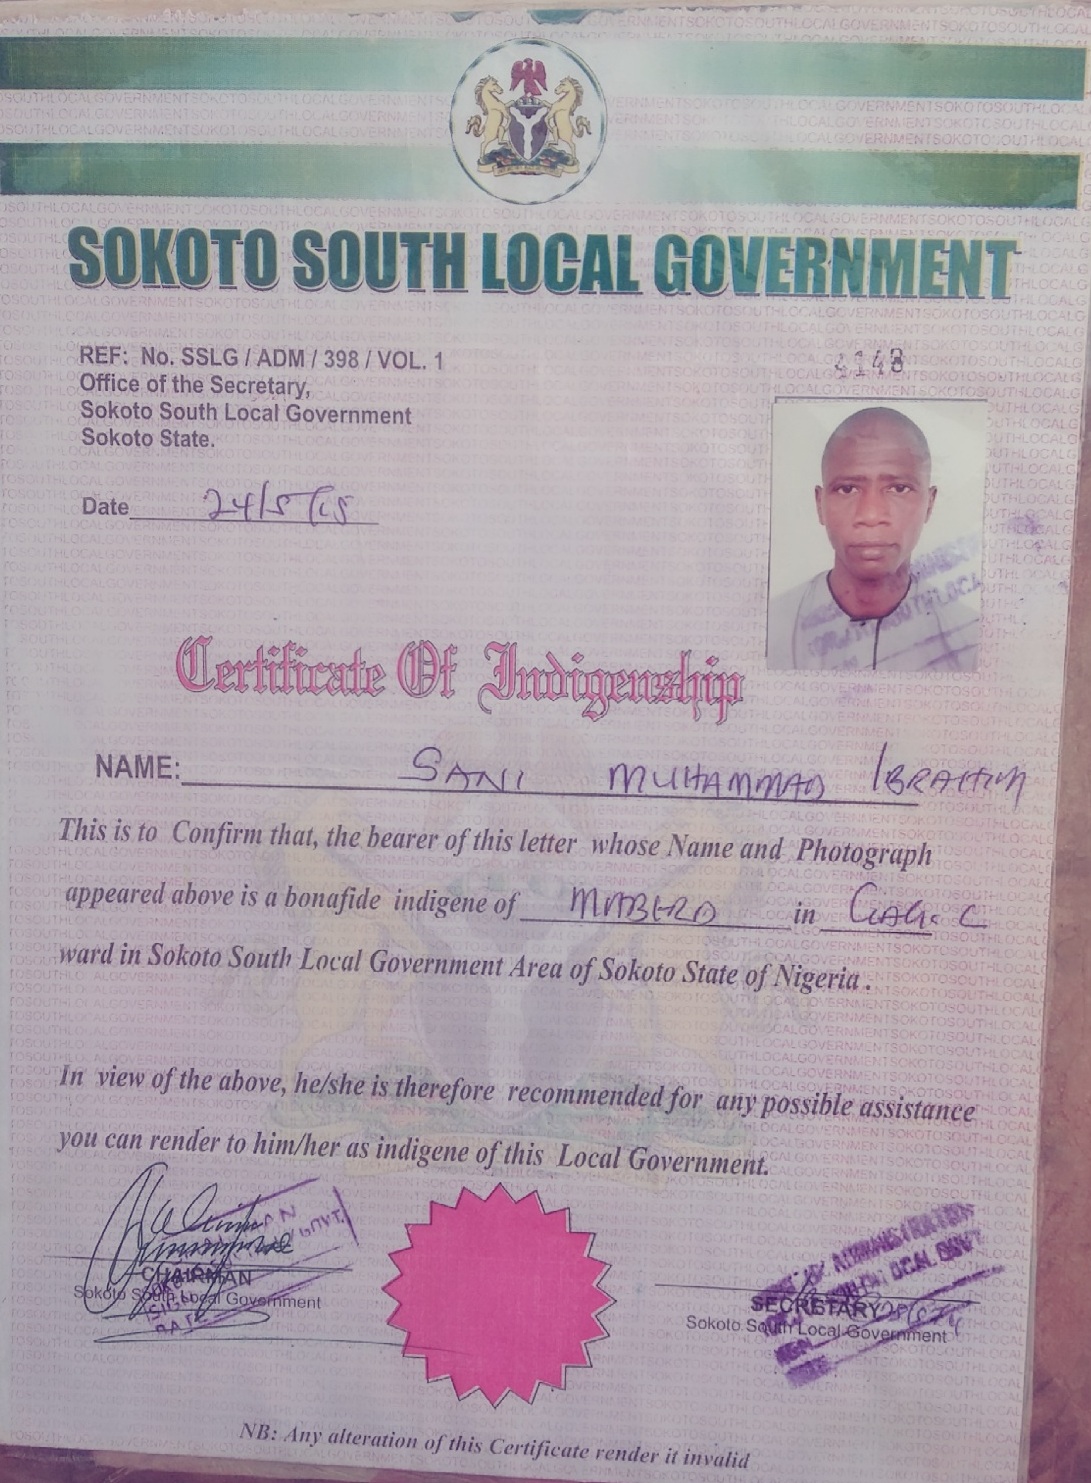 SOKOTO SOUTH LOCAL GOVERNMENT
REF: No. SSLG / ADM / 398 / VOL. 1
Office of the Secretary,
Sokoto South Local Government
Sokoto State.
4148
Date 24/5/15
Certificate Of Indigenship
NAME: SANI MUHAMMAD IBRAHIM
This is to Confirm that, the bearer of this letter whose Name and Photograph
appeared above is a bonafide indigene of MABERA in
ward in Sokoto South Local Government Area of Sokoto State of Nigeria.
In view of the above, he/she is therefore recommended for any possible assistance
you can render to him/her as indigene of this Local Government.
CHAIRMAN
Sokoto South Local Government
SECRETARY
Sokoto South Local Government
NB: Any alteration of this Certificate render it invalid